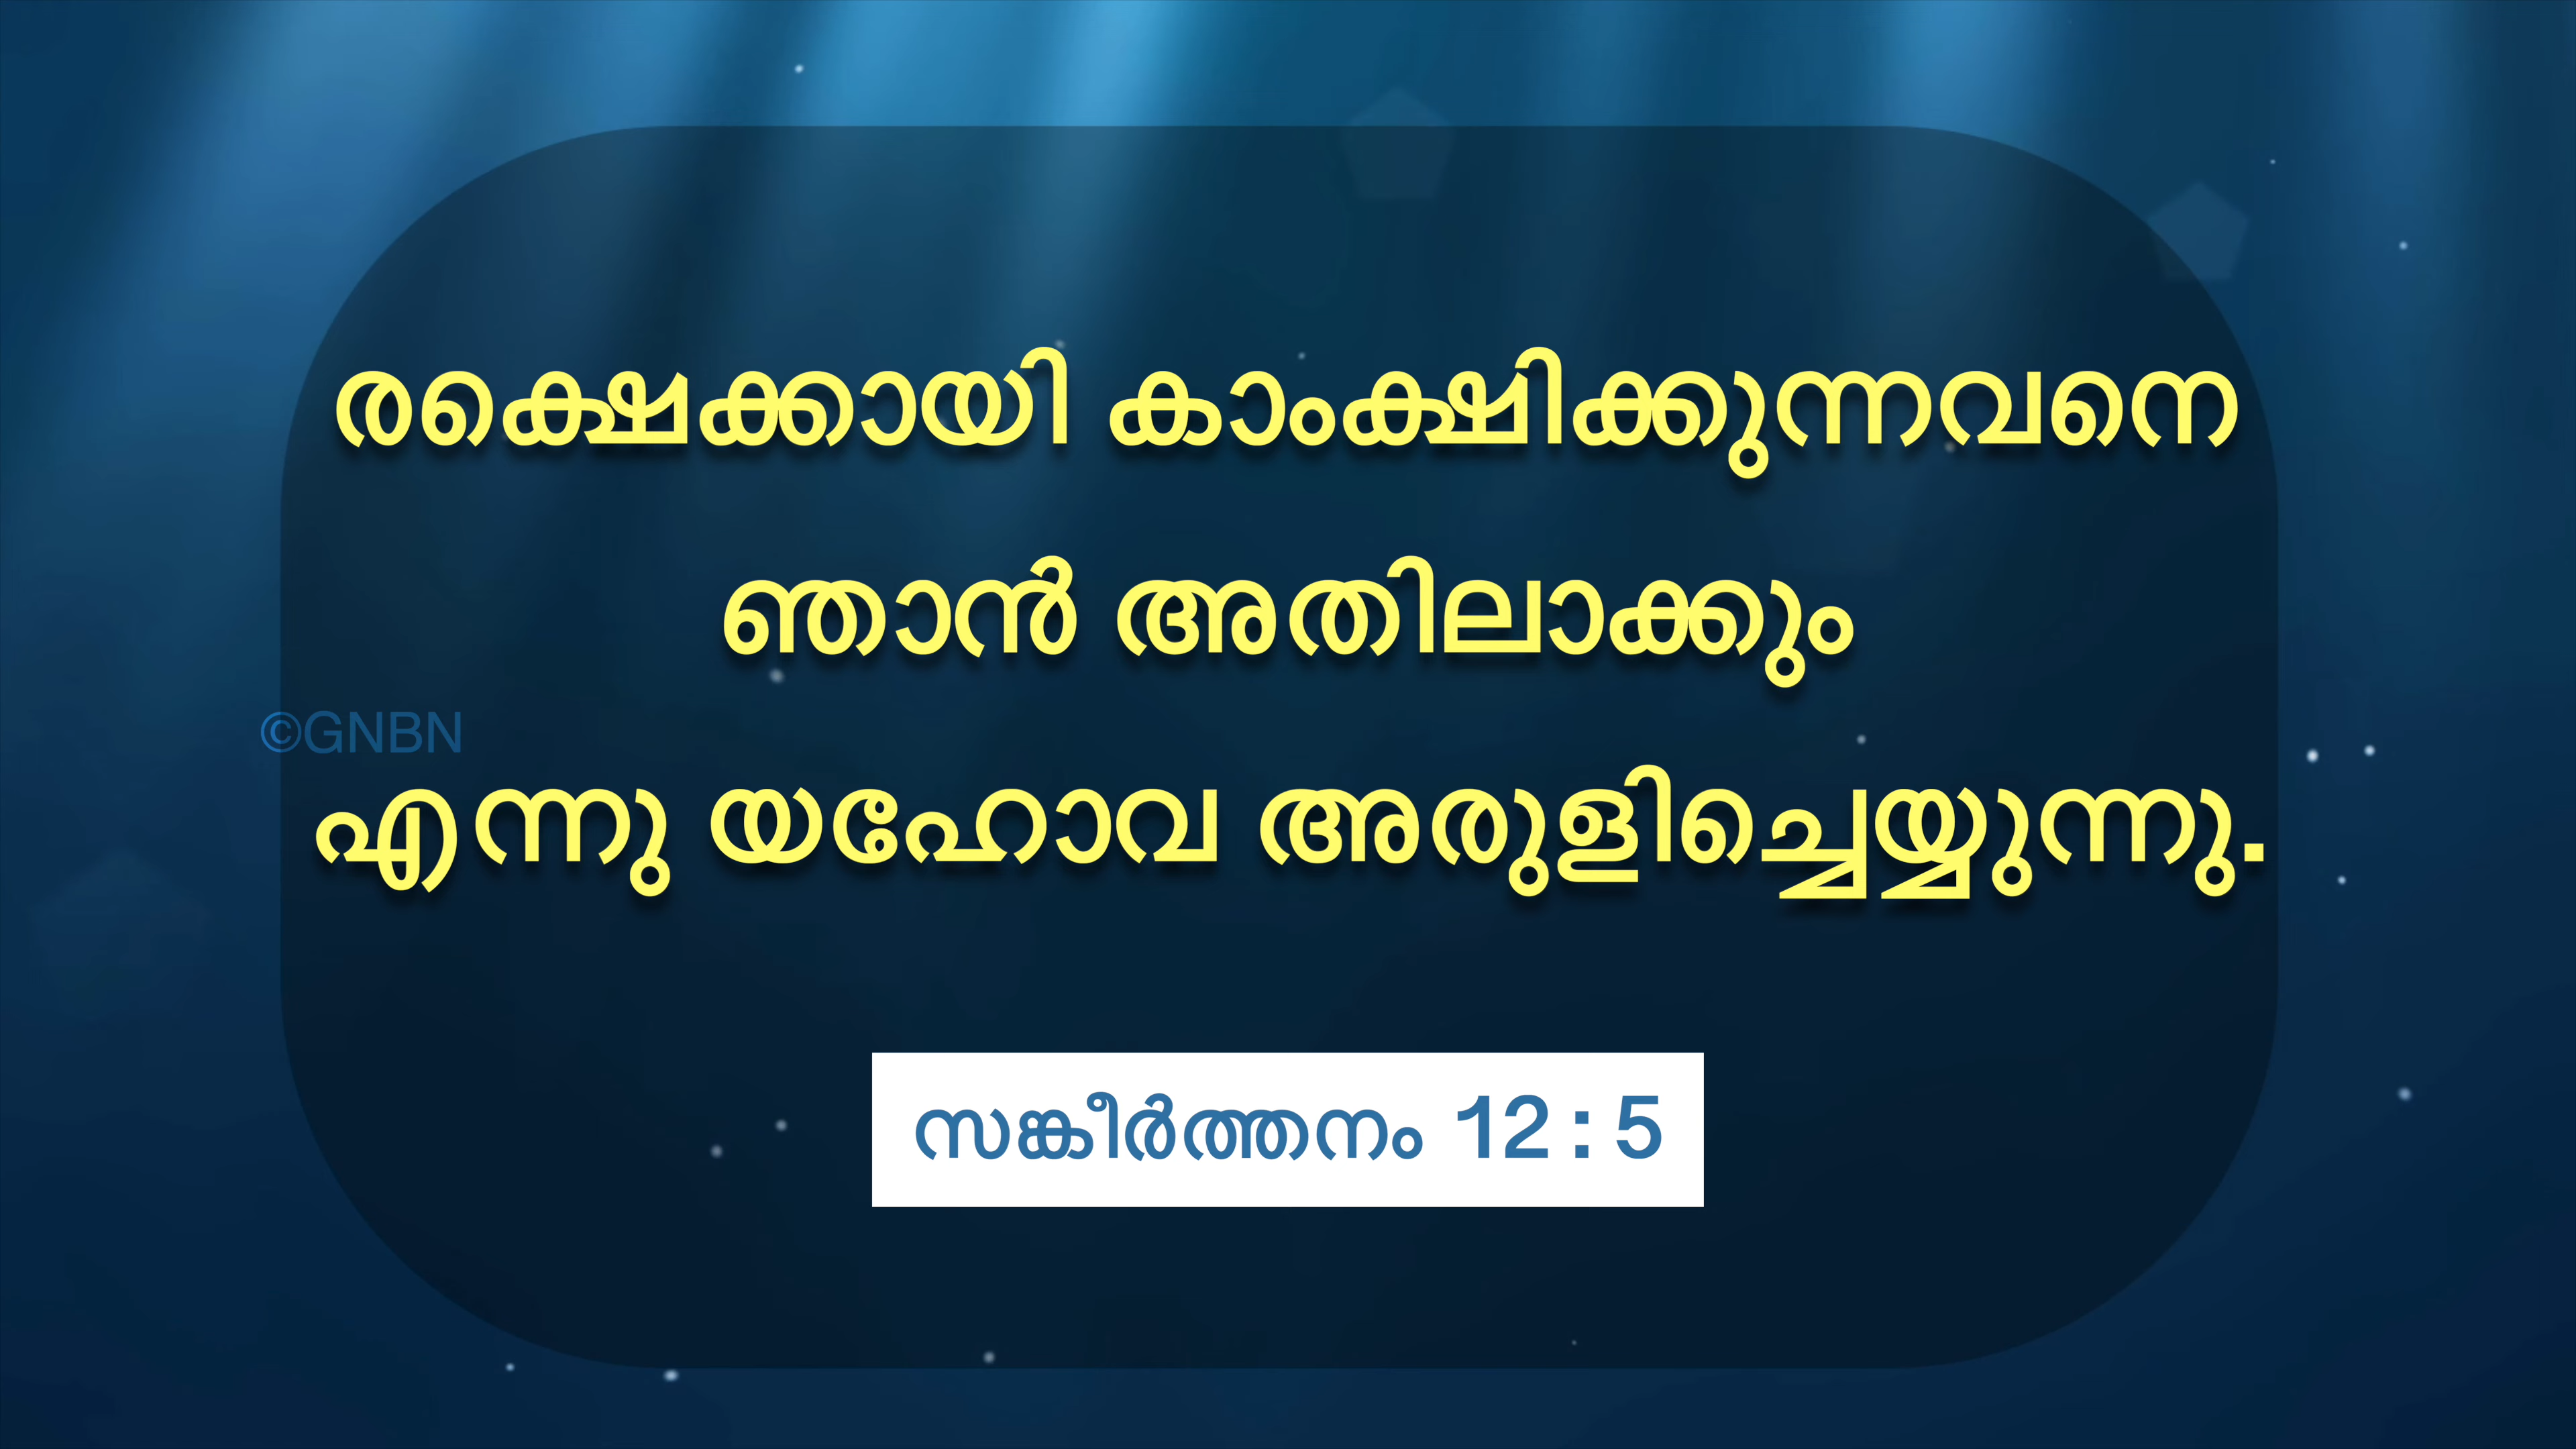 രക്ഷെക്കായി കാംക്ഷിക്കുന്നവനെ
ഞാൻ അതിലാക്കും
©GNBN
എന്നു യഹോവ അരുളിച്ചെയ്യുന്നു.
സങ്കീർത്തനം 12:5